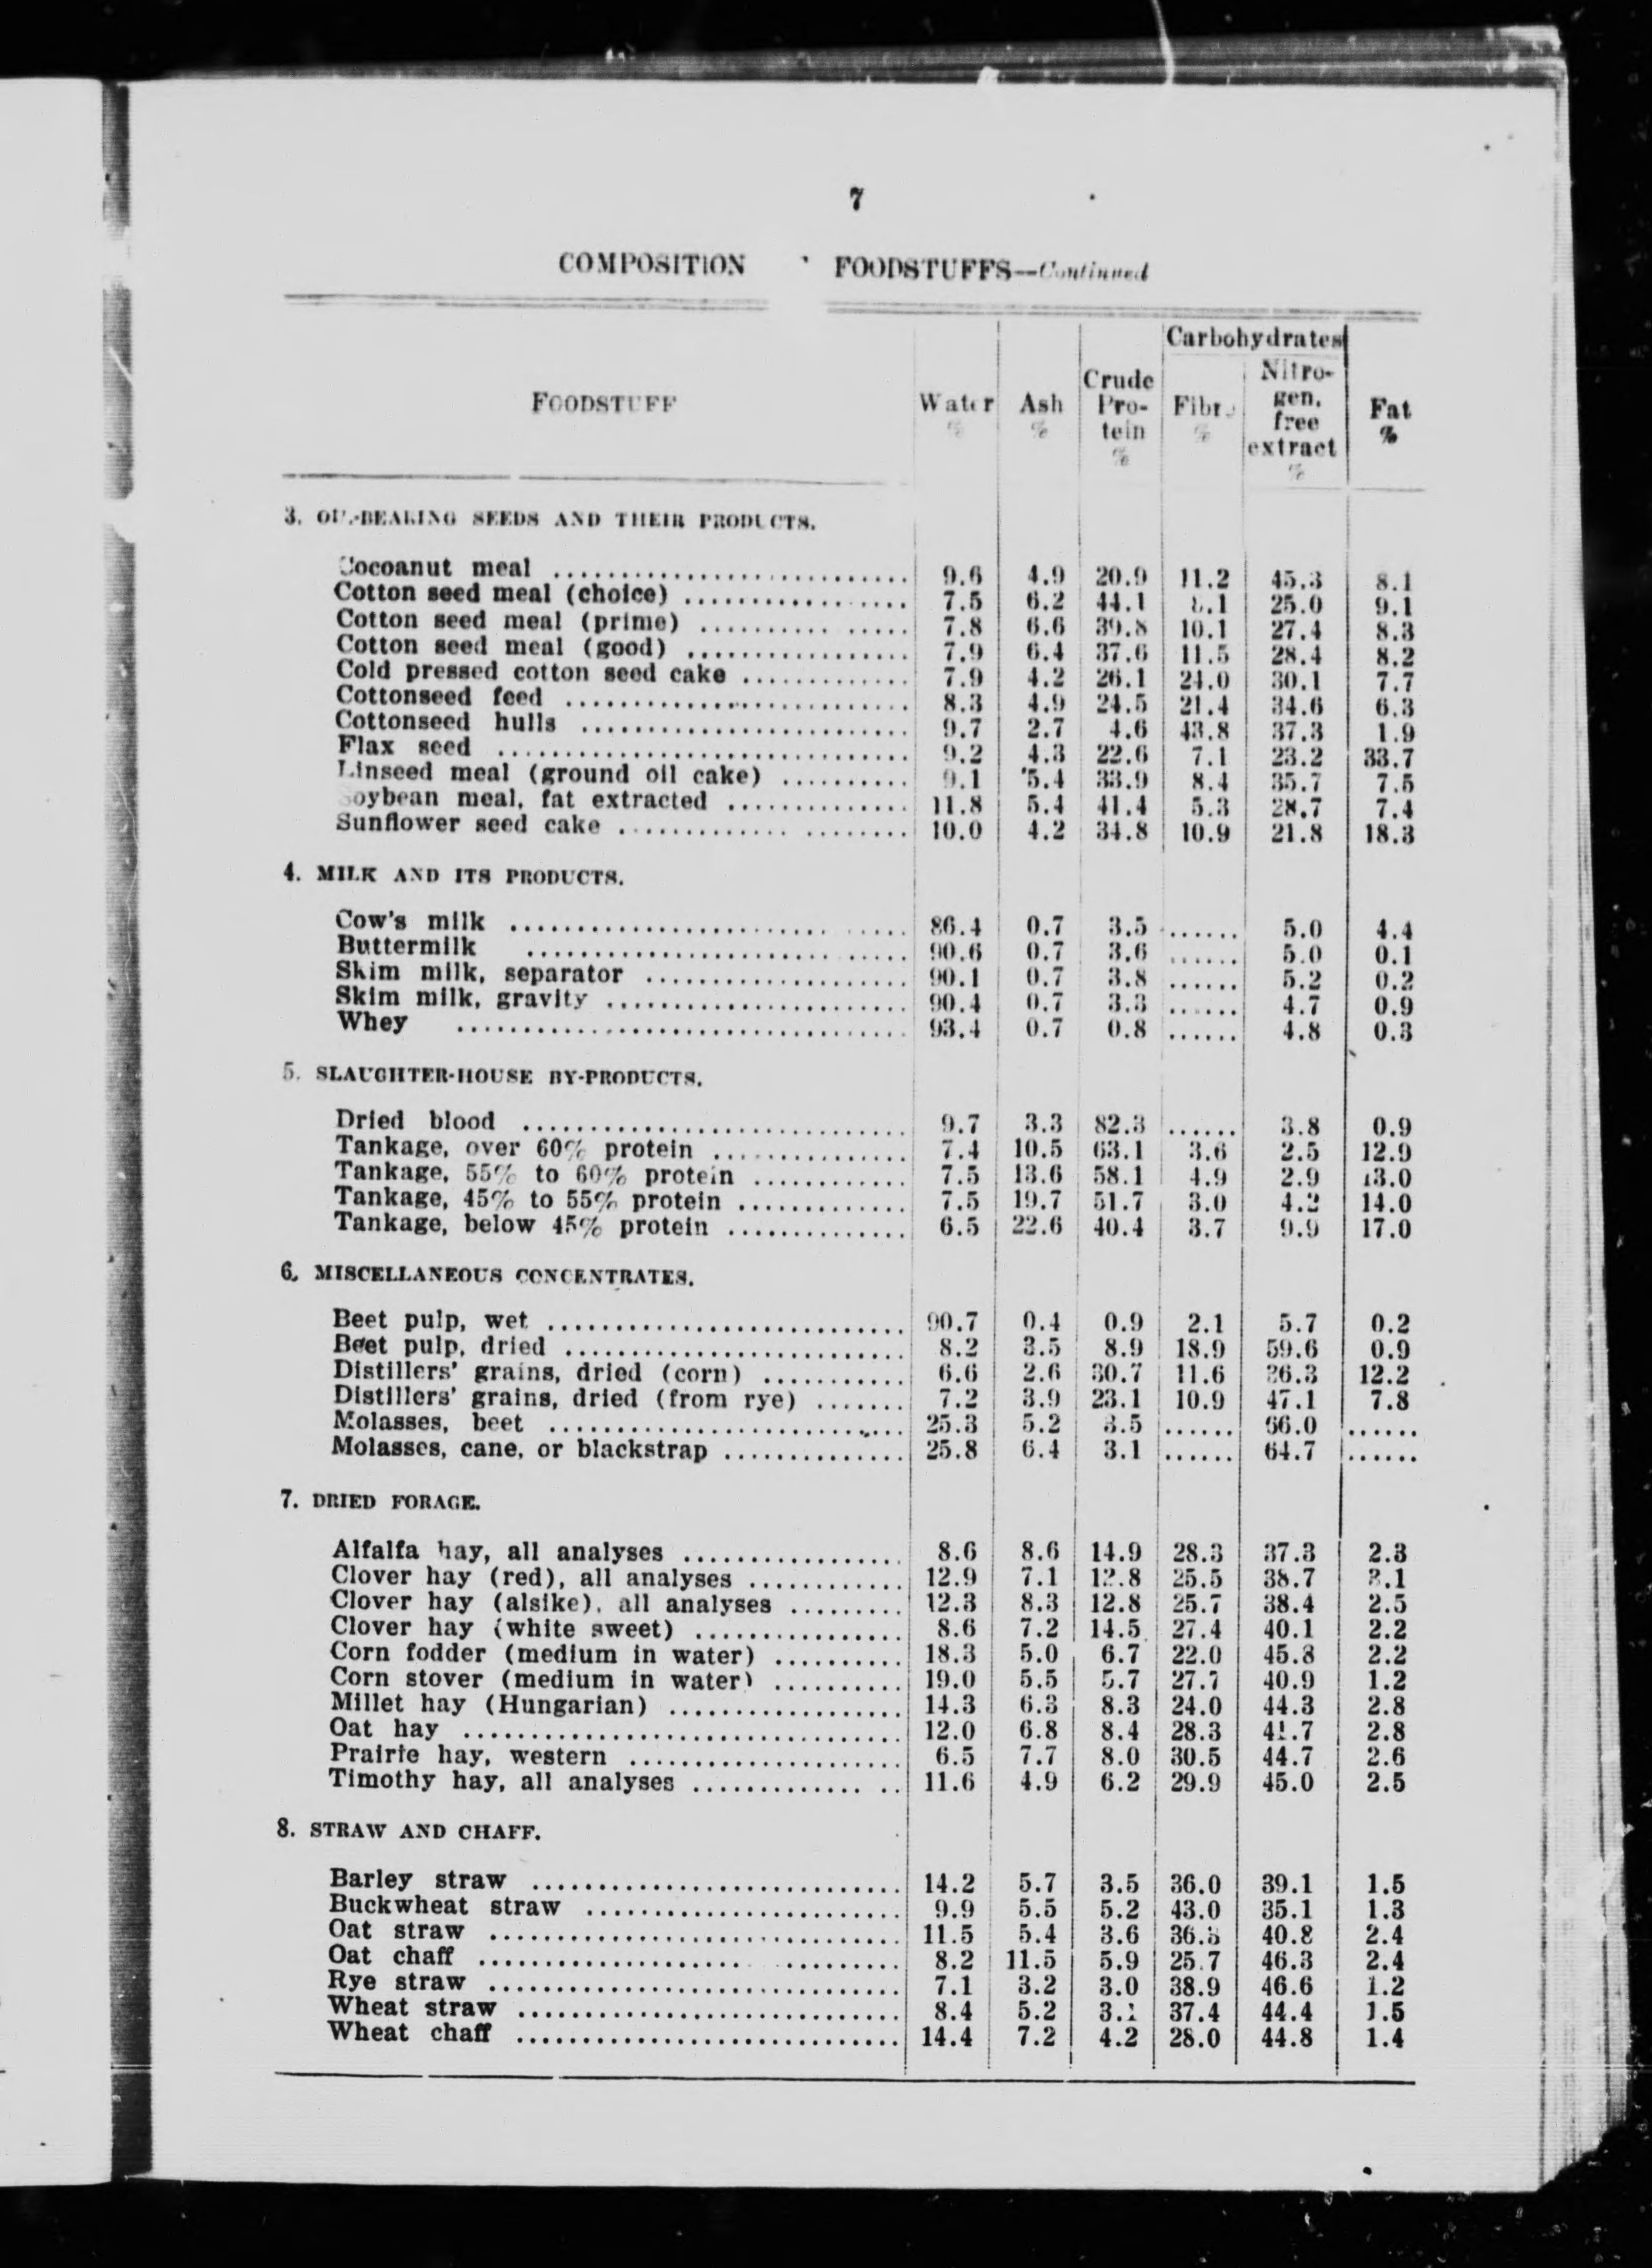 7
COMPOSITION FOODSTUFFS—Continued
Carbohydrates
FOODSTUFF Water % Ash % Crude Pro-tein % Fibre % Nitro-gen, free extract % Fat %
3. OIL-BEARING SEEDS AND THEIR PRODUCTS.
Cocoanut meal 9.6 4.9 20.9 11.2 45.3 8.1
Cotton seed meal (choice) 7.5 6.2 44.1 8.1 25.0 9.1
Cotton seed meal (prime) 7.8 6.6 39.8 10.1 27.4 8.3
Cotton seed meal (good) 7.9 6.4 37.6 11.5 28.4 8.2
Cold pressed cotton seed cake 7.9 4.2 26.1 24.0 30.1 7.7
Cottonseed feed 8.3 4.9 24.5 21.4 34.6 6.3
Cottonseed hulls 9.7 2.7 4.6 43.8 37.3 1.9
Flax seed 9.2 4.3 22.6 7.1 23.2 33.7
Linseed meal (ground oil cake) 9.1 5.4 33.9 8.4 35.7 7.5
Soybean meal, fat extracted 11.8 5.4 41.4 5.3 28.7 7.4
Sunflower seed cake 10.0 4.2 34.8 10.9 21.8 18.3
4. MILK AND ITS PRODUCTS.
Cow's milk 86.4 0.7 3.5 ...... 5.0 4.4
Buttermilk 90.6 0.7 3.6 ...... 5.0 0.1
Skim milk, separator 90.1 0.7 3.8 ...... 5.2 0.2
Skim milk, gravity 90.4 0.7 3.3 ...... 4.7 0.9
Whey 93.4 0.7 0.8 ...... 4.8 0.3
5. SLAUGHTER-HOUSE BY-PRODUCTS.
Dried blood 9.7 3.3 82.3 ...... 3.8 0.9
Tankage, over 60% protein 7.4 10.5 63.1 3.6 2.5 12.9
Tankage, 55% to 60% protein 7.5 13.6 58.1 4.9 2.9 13.0
Tankage, 45% to 55% protein 7.5 19.7 51.7 3.0 4.2 14.0
Tankage, below 45% protein 6.5 22.6 40.4 3.7 9.9 17.0
6. MISCELLANEOUS CONCENTRATES.
Beet pulp, wet 90.7 0.4 0.9 2.1 5.7 0.2
Beet pulp, dried 8.2 3.5 8.9 18.9 59.6 0.9
Distillers' grains, dried (corn) 6.6 2.6 30.7 11.6 36.3 12.2
Distillers' grains, dried (from rye) 7.2 3.9 23.1 10.9 47.1 7.8
Molasses, beet 25.3 5.2 3.5 ...... 66.0 ......
Molasses, cane, or blackstrap 25.8 6.4 3.1 ...... 64.7 ......
7. DRIED FORAGE.
Alfalfa hay, all analyses 8.6 8.6 14.9 28.3 37.3 2.3
Clover hay (red), all analyses 12.9 7.1 12.8 25.5 38.7 3.1
Clover hay (alsike), all analyses 12.3 8.3 12.8 25.7 38.4 2.5
Clover hay (white sweet) 8.6 7.2 14.5 27.4 40.1 2.2
Corn fodder (medium in water) 18.3 5.0 6.7 22.0 45.8 2.2
Corn stover (medium in water) 19.0 5.5 5.7 27.7 40.9 1.2
Millet hay (Hungarian) 14.3 6.3 8.3 24.0 44.3 2.8
Oat hay 12.0 6.8 8.4 28.3 41.7 2.8
Prairie hay, western 6.5 7.7 8.0 30.5 44.7 2.6
Timothy hay, all analyses 11.6 4.9 6.2 29.9 45.0 2.5
8. STRAW AND CHAFF.
Barley straw 14.2 5.7 3.5 36.0 39.1 1.5
Buckwheat straw 9.9 5.5 5.2 43.0 35.1 1.3
Oat straw 11.5 5.4 3.6 36.3 40.8 2.4
Oat chaff 8.2 11.5 5.9 25.7 46.3 2.4
Rye straw 7.1 3.2 3.0 38.9 46.6 1.2
Wheat straw 8.4 5.2 3.1 37.4 44.4 1.5
Wheat chaff 14.4 7.2 4.2 28.0 44.8 1.4